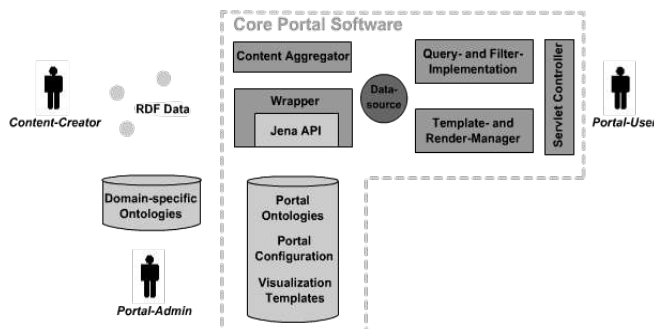 Core Portal Software
Content Aggregator
Query- and Filter-
Implementation
Wrapper
Jena API
Data-
source
Template- and
Render-Manager
Servlet Controller
Content-Creator
RDF Data
Portal-User
Domain-specific
Ontologies
Portal
Ontologies
Portal
Configuration
Visualization
Templates
Portal-Admin